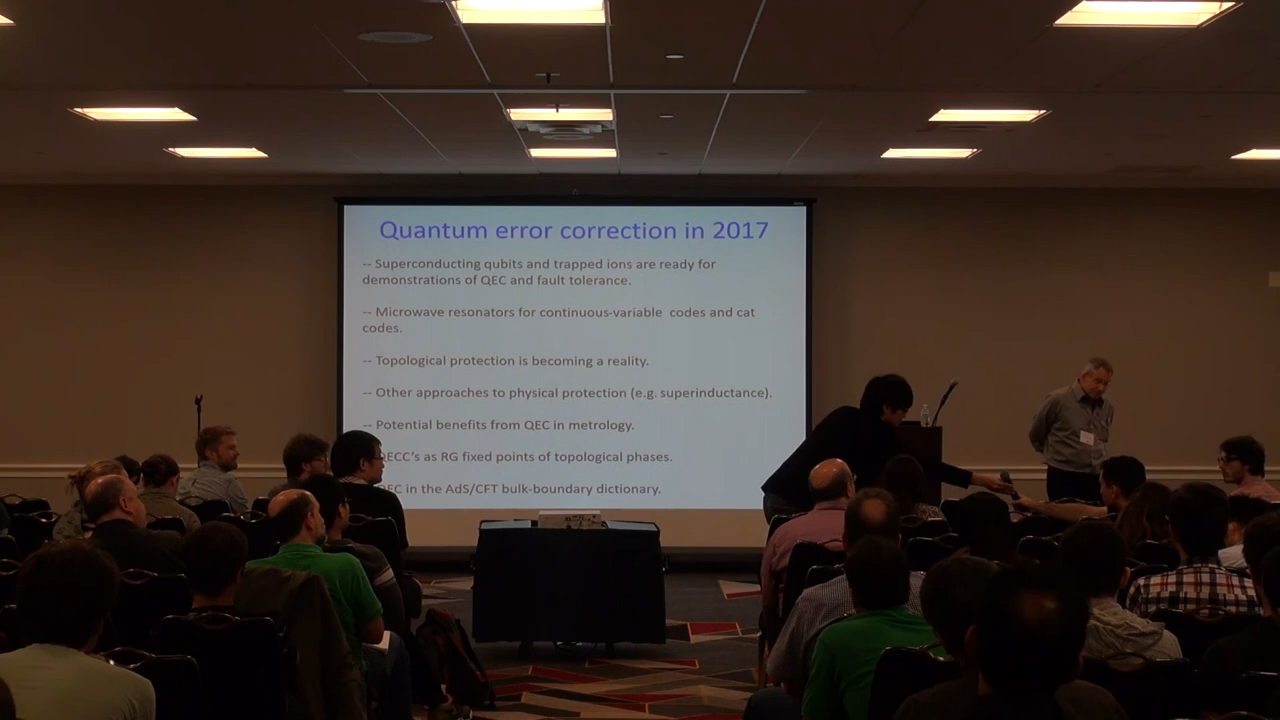 Quantum error correction in 2017
-- Superconducting qubits and trapped ions are ready for
demonstrations of QEC and fault tolerance.
-- Microwave resonators for continuous-variable codes and cat
codes.
-- Topological protection is becoming a reality.
-- Other approaches to physical protection (e.g. superinductance).
-- Potential benefits from QEC in metrology.
QECC's as RG fixed points of topological phases.
QEC in the AdS/CFT bulk-boundary dictionary.